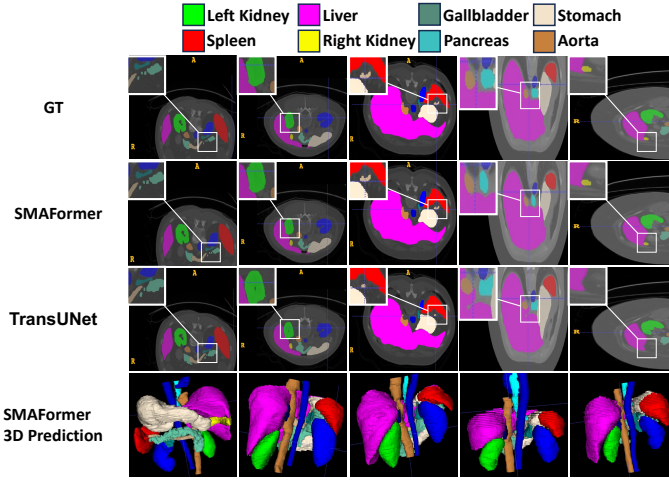 Left Kidney Liver Gallbladder Stomach
Spleen Right Kidney Pancreas Aorta
GT
A A
R R R R R
SMAFormer
A A
R R R R R
TransUNet
A A
R R R R R
SMAFormer
3D Prediction